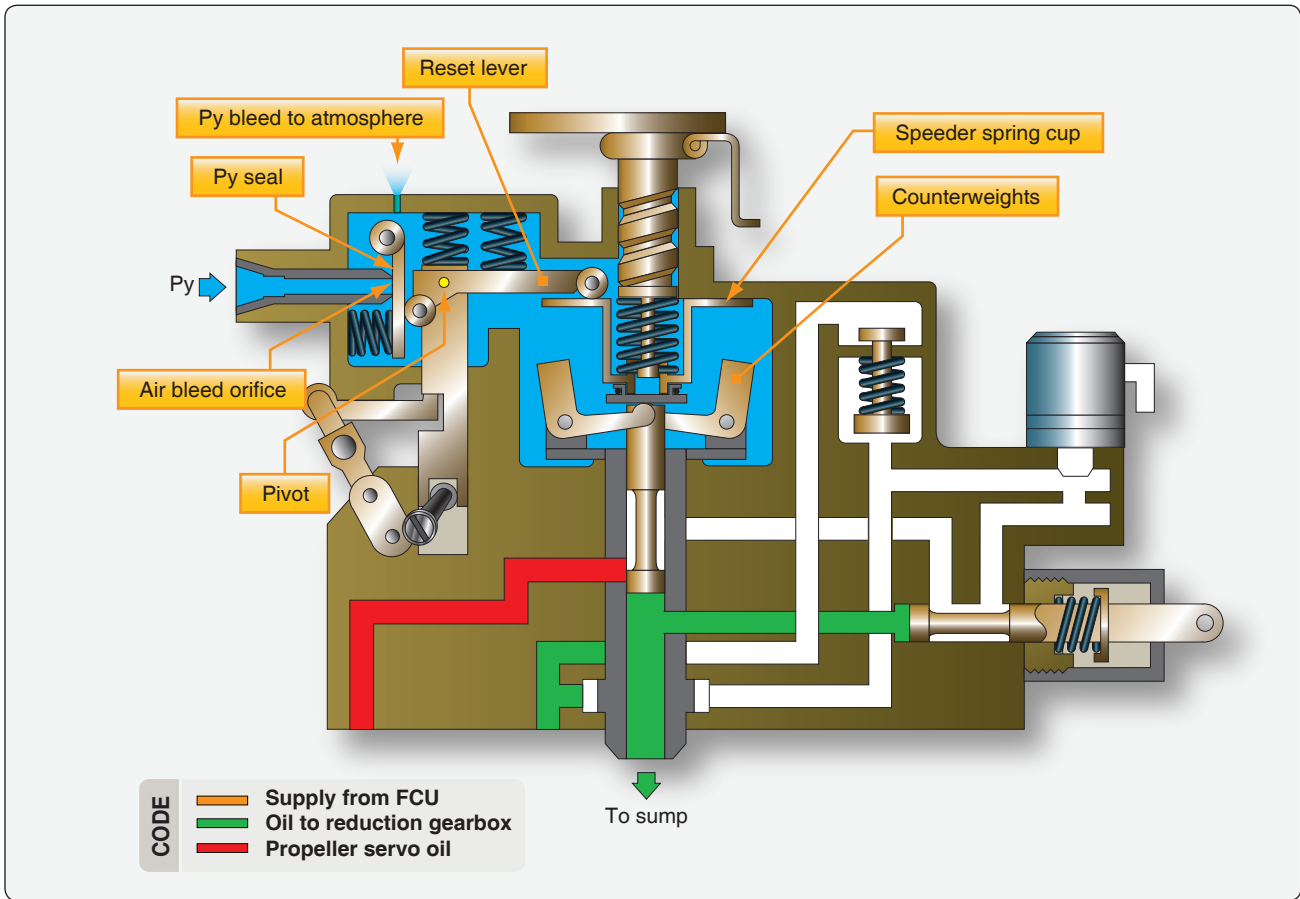 Reset lever
Py bleed to atmosphere
Speeder spring cup
Py seal
Counterweights
Py
Air bleed orifice
Pivot
To sump
CODE
Supply from FCU
Oil to reduction gearbox
Propeller servo oil